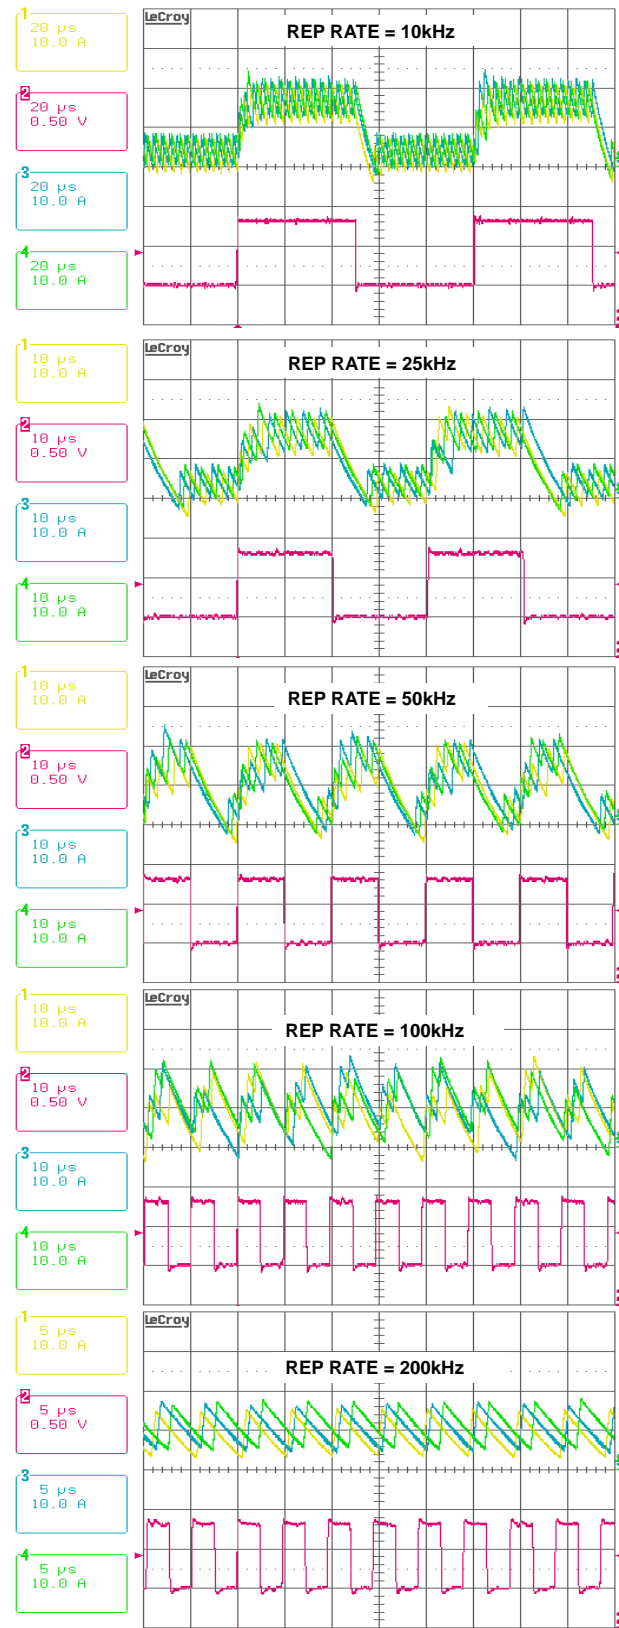 1
20 µs
10.0 A
2
20 µs
0.50 V
3
20 µs
10.0 A
4
20 µs
10.0 A
LeCroy
REP RATE = 10kHz
1
10 µs
10.0 A
2
10 µs
0.50 V
3
10 µs
10.0 A
4
10 µs
10.0 A
LeCroy
REP RATE = 25kHz
1
10 µs
10.0 A
2
10 µs
0.50 V
3
10 µs
10.0 A
4
10 µs
10.0 A
LeCroy
REP RATE = 50kHz
1
10 µs
10.0 A
2
10 µs
0.50 V
3
10 µs
10.0 A
4
10 µs
10.0 A
LeCroy
REP RATE = 100kHz
1
5 µs
10.0 A
2
5 µs
0.50 V
3
5 µs
10.0 A
4
5 µs
10.0 A
LeCroy
REP RATE = 200kHz